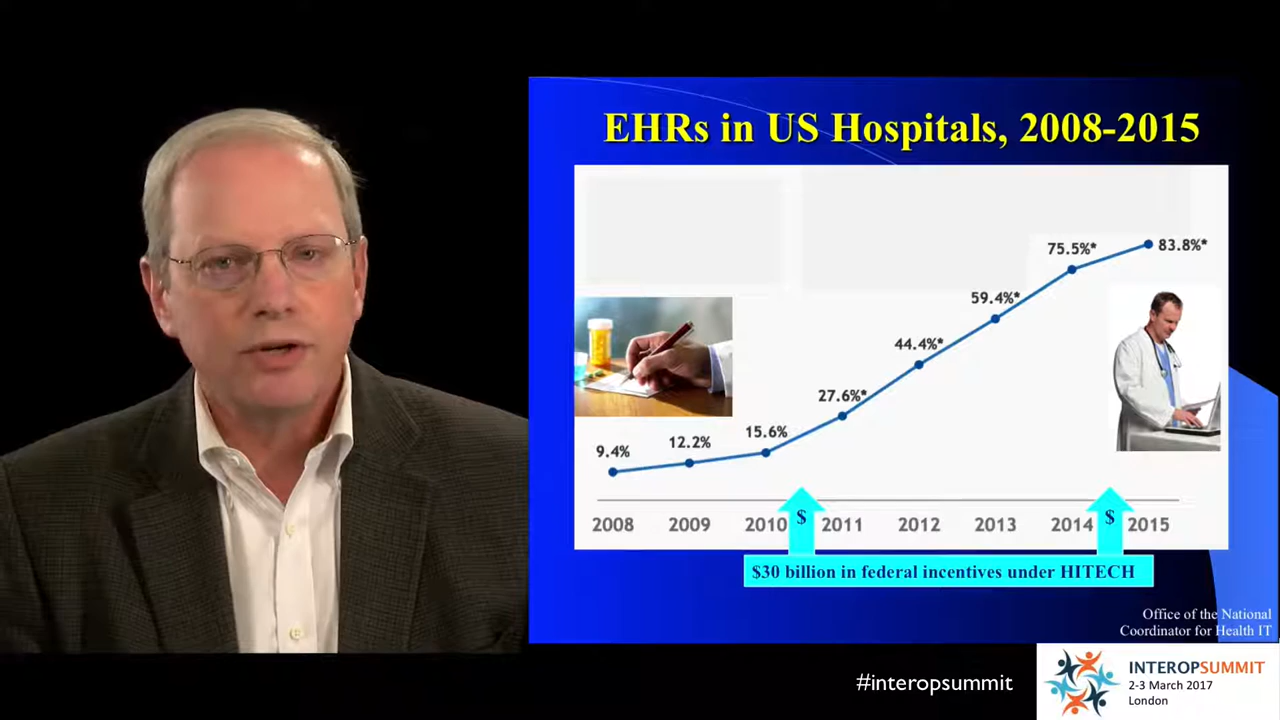 EHRs in US Hospitals, 2008-2015
9.4%
12.2%
15.6%
27.6%*
44.4%*
59.4%*
75.5%*
83.8%*
2008 2009 2010 $ 2011 2012 2013 2014 $ 2015
$30 billion in federal incentives under HITECH
Office of the National
Coordinator for Health IT
#interopsummit
INTEROPSUMMIT
2-3 March 2017
London